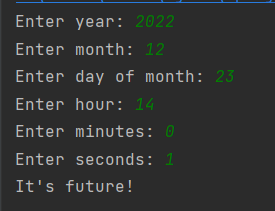 Enter year: 2022
Enter month: 12
Enter day of month: 23
Enter hour: 14
Enter minutes: 0
Enter seconds: 1
It's future!